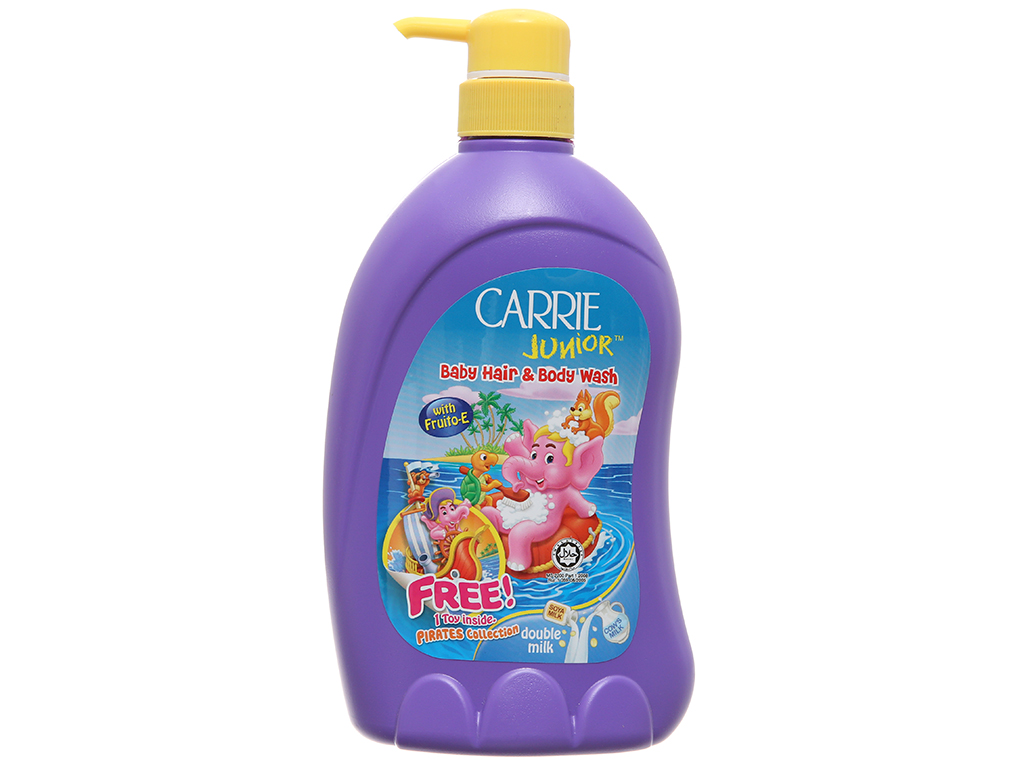 CARRIE
JUNIOR™
Baby Hair & Body Wash
with
Fruito-E
حلال
FREE!
1 Toy inside.
PIRATES Collection
SOYA
MILK
COW'S
MILK
double
milk